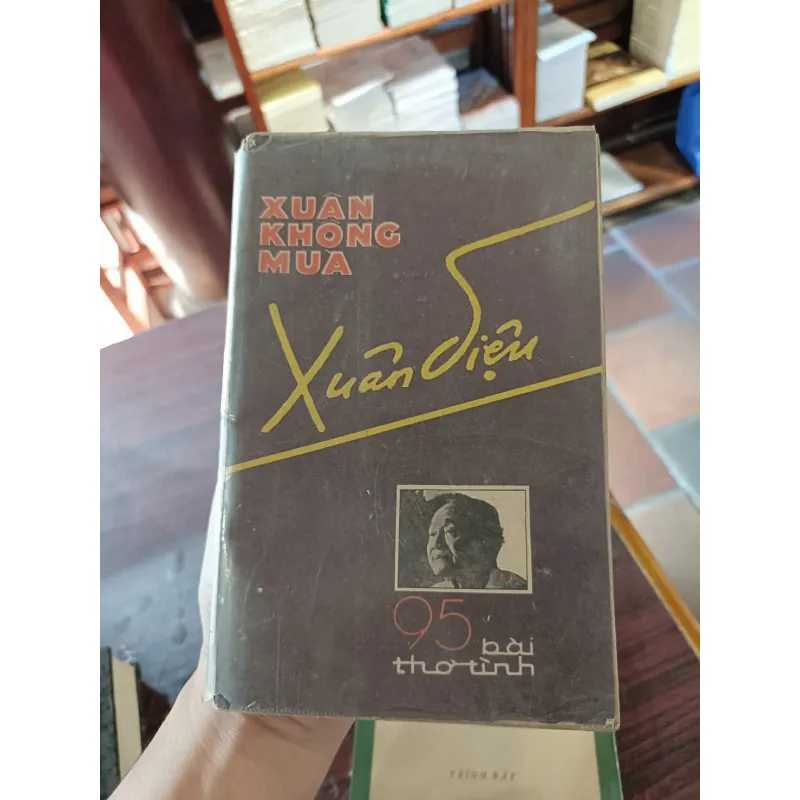 XUÂN
KHÔNG
MÙA
Xuân Diệu
95 bài
thơ tình